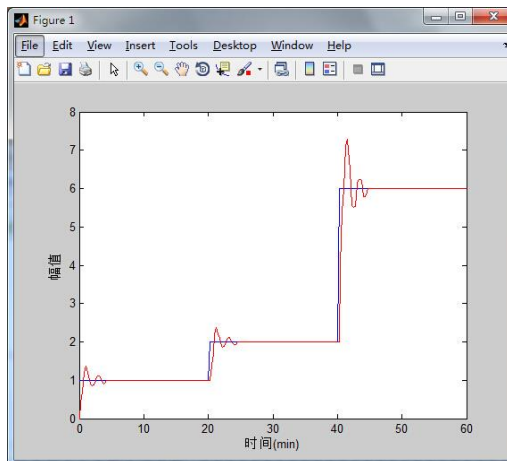 Figure 1
File Edit View Insert Tools Desktop Window Help
8
7
6
5
4
3
2
1
0
0 10 20 30 40 50 60
幅值
时间(min)